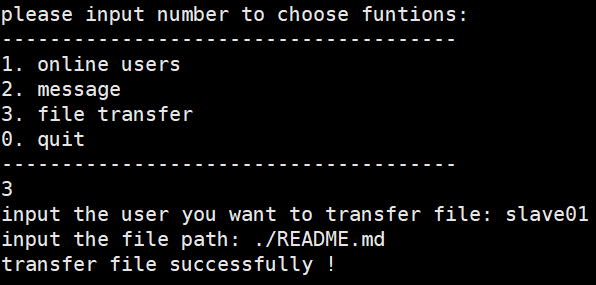 please input number to choose funtions:
--------------------------------------
1. online users
2. message
3. file transfer
0. quit
--------------------------------------
3
input the user you want to transfer file: slave01
input the file path: ./README.md
transfer file successfully !